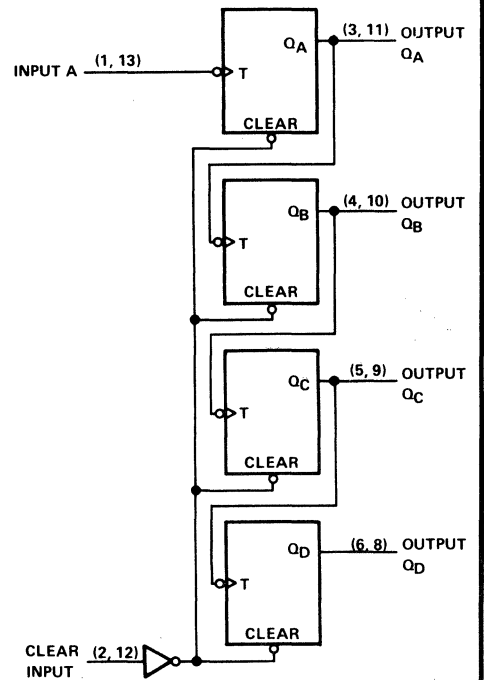 QA
(3, 11) OUTPUT
QA
INPUT A (1, 13)
T
CLEAR
QB
(4, 10) OUTPUT
QB
T
CLEAR
QC
(5, 9) OUTPUT
QC
T
CLEAR
QD
(6, 8) OUTPUT
QD
T
CLEAR
CLEAR
INPUT
(2, 12)